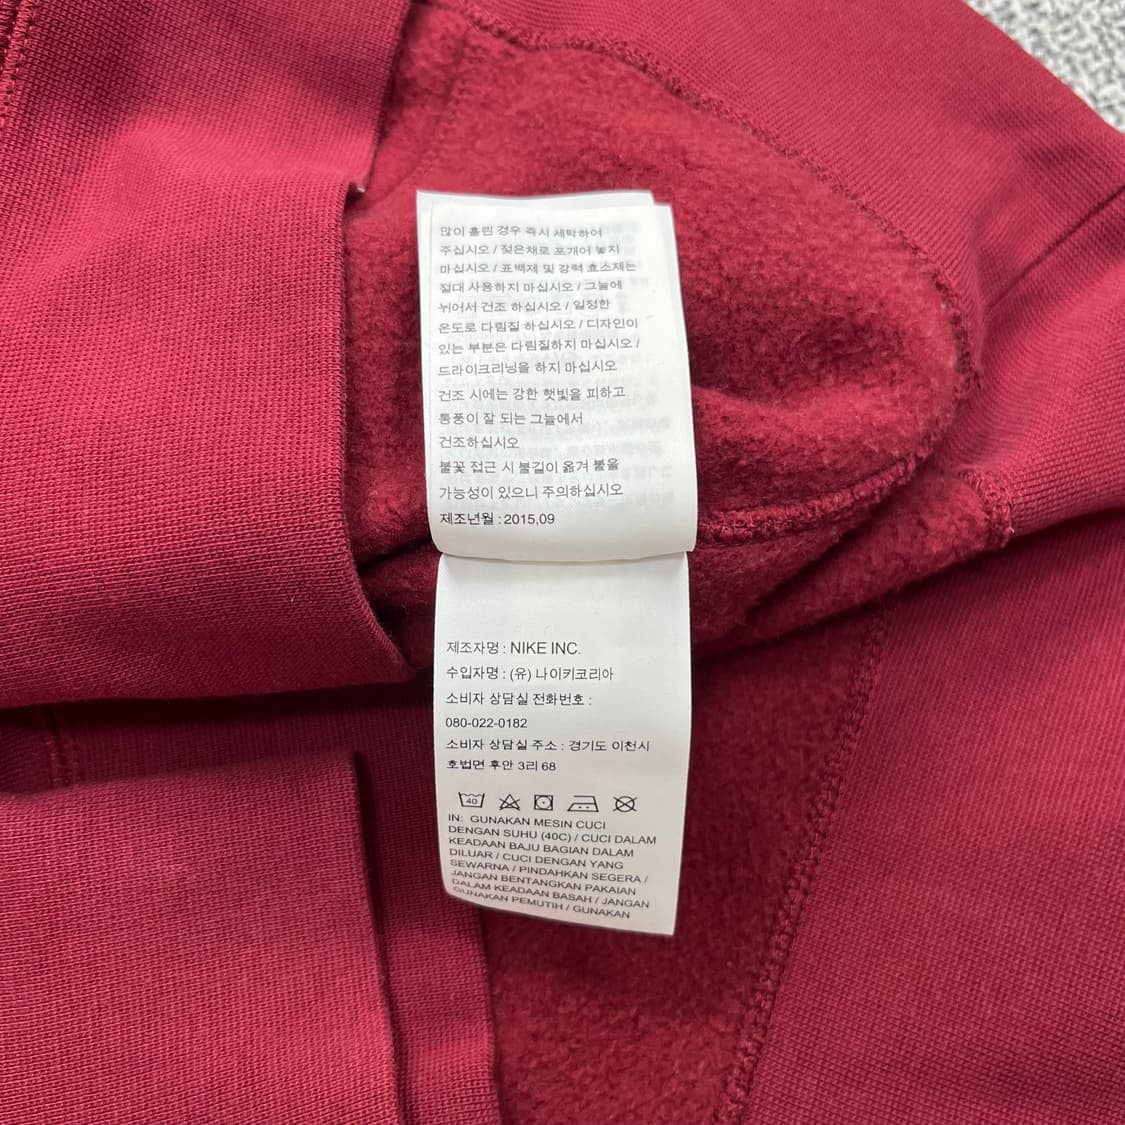 많이 흘린 경우 즉시 세탁하여
주십시오 / 젖은채로 포개어 놓지
마십시오 / 표백제 및 강력 효소제는
절대 사용하지 마십시오 / 그늘에
뉘어서 건조 하십시오 / 일정한
온도로 다림질 하십시오 / 디자인이
있는 부분은 다림질하지 마십시오 /
드라이크리닝을 하지 마십시오
건조 시에는 강한 햇빛을 피하고
통풍이 잘 되는 그늘에서
건조하십시오
불꽃 접근 시 불길이 옮겨 붙을
가능성이 있으니 주의하십시오
제조년월 : 2015.09
제조자명 : NIKE INC.
수입자명 : (유) 나이키코리아
소비자 상담실 전화번호 :
080-022-0182
소비자 상담실 주소 : 경기도 이천시
호법면 후안 3리 68
40
IN: GUNAKAN MESIN CUCI
DENGAN SUHU (40C) / CUCI DALAM
KEADAAN BAJU BAGIAN DALAM
DILUAR / CUCI DENGAN YANG
SEWARNA / PINDAHKAN SEGERA /
JANGAN BENTANGKAN PAKAIAN
DALAM KEADAAN BASAH / JANGAN
GUNAKAN PEMUTIH / GUNAKAN